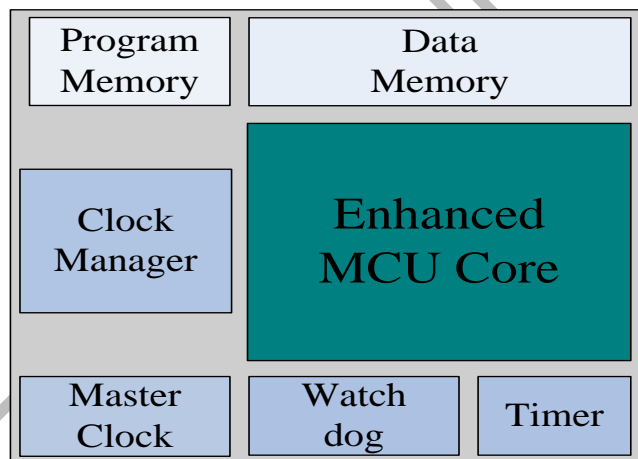 Program
Memory
Data
Memory
Clock
Manager
Enhanced
MCU Core
Master
Clock
Watch
dog
Timer